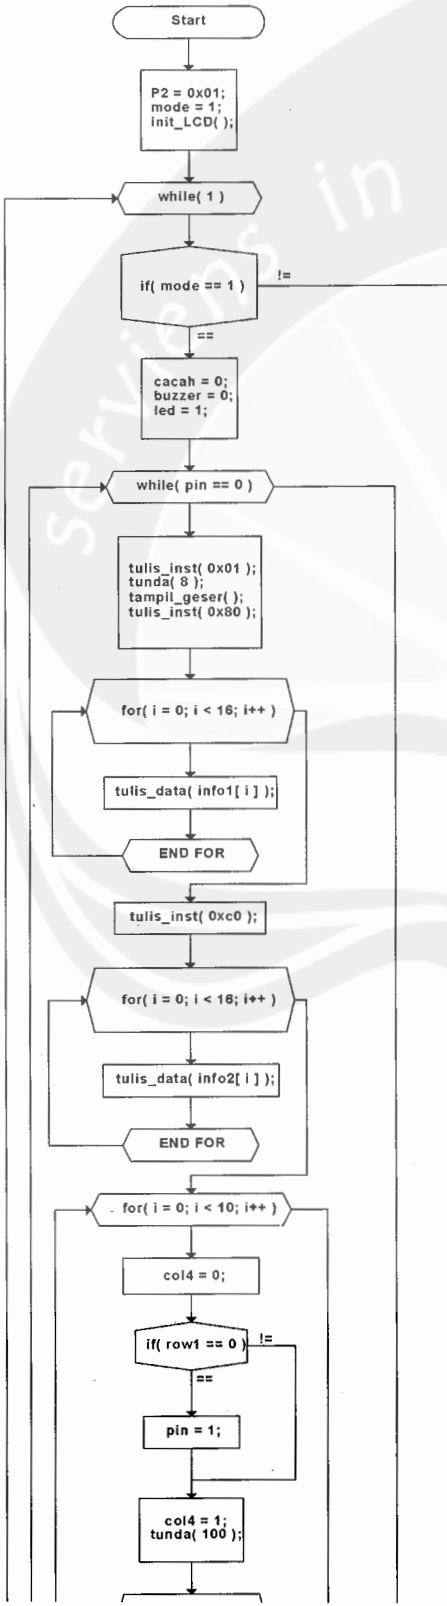 Start
P2 = 0x01;
mode = 1;
init_LCD( );
while( 1 )
if( mode == 1 )
!=
==
cacah = 0;
buzzer = 0;
led = 1;
while( pin == 0 )
tulis_inst( 0x01 );
tunda( 8 );
tampil_geser( );
tulis_inst( 0x80 );
for( i = 0; i < 16; i++ )
tulis_data( info1[ i ] );
END FOR
tulis_inst( 0xc0 );
for( i = 0; i < 16; i++ )
tulis_data( info2[ i ] );
END FOR
for( i = 0; i < 10; i++ )
col4 = 0;
if( row1 == 0 )
!=
==
pin = 1;
col4 = 1;
tunda( 100 );
serviens in